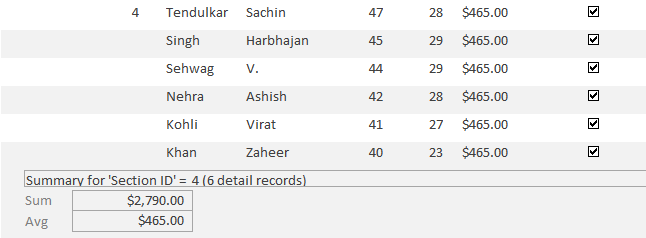 4 Tendulkar Sachin 47 28 $465.00
Singh Harbhajan 45 29 $465.00
Sehwag V. 44 29 $465.00
Nehra Ashish 42 28 $465.00
Kohli Virat 41 27 $465.00
Khan Zaheer 40 23 $465.00
Summary for 'Section ID' = 4 (6 detail records)
Sum $2,790.00
Avg $465.00